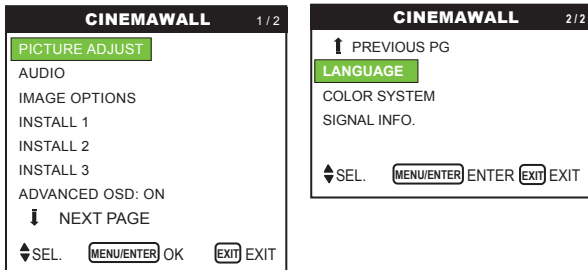 CINEMAWALL 1 / 2
PICTURE ADJUST
AUDIO
IMAGE OPTIONS
INSTALL 1
INSTALL 2
INSTALL 3
ADVANCED OSD: ON
NEXT PAGE
SEL. MENU/ENTER OK EXIT EXIT
CINEMAWALL 2/2
PREVIOUS PG
LANGUAGE
COLOR SYSTEM
SIGNAL INFO.
SEL. MENU/ENTER ENTER EXIT EXIT